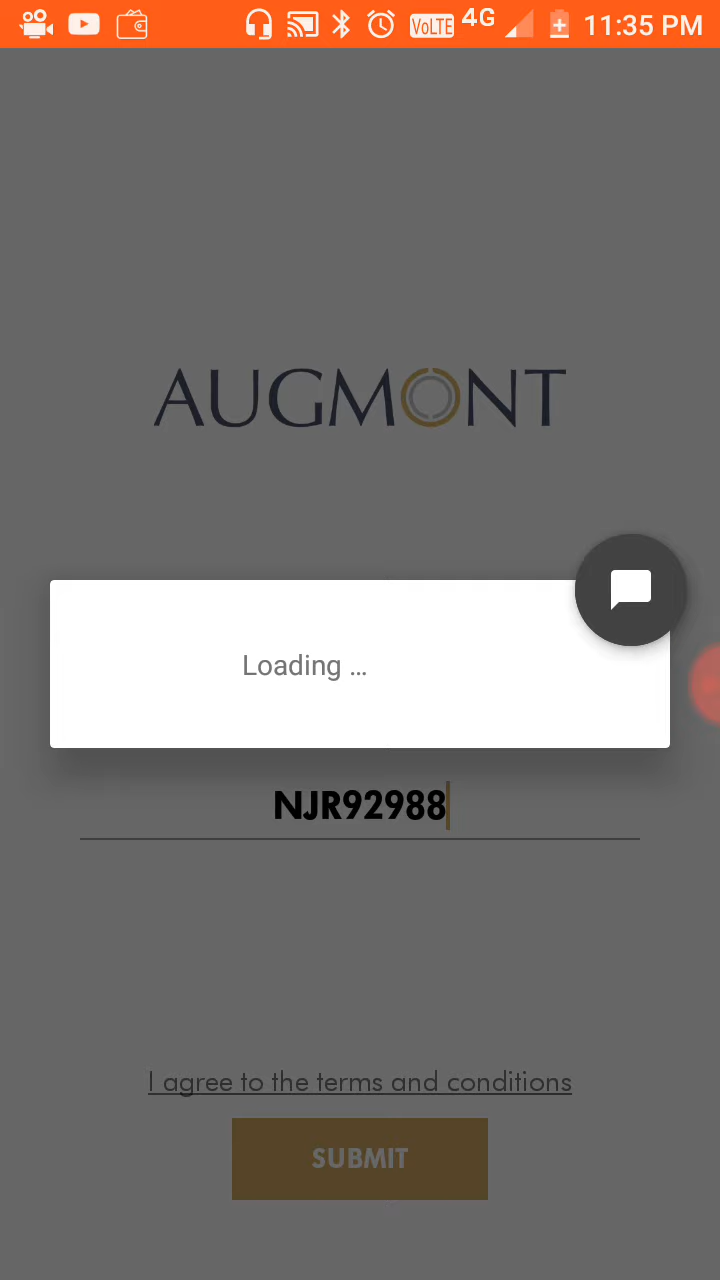 VoLTE 4G 11:35 PM
AUGMONT
Loading ...
NJR92988
I agree to the terms and conditions
SUBMIT